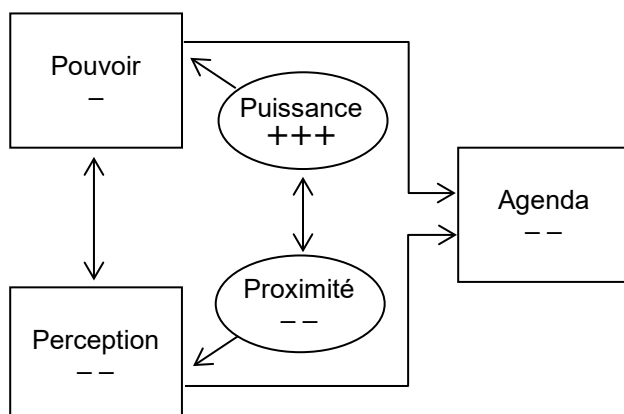 Pouvoir
–
Puissance
+++
Agenda
– –
Proximité
– –
Perception
– –